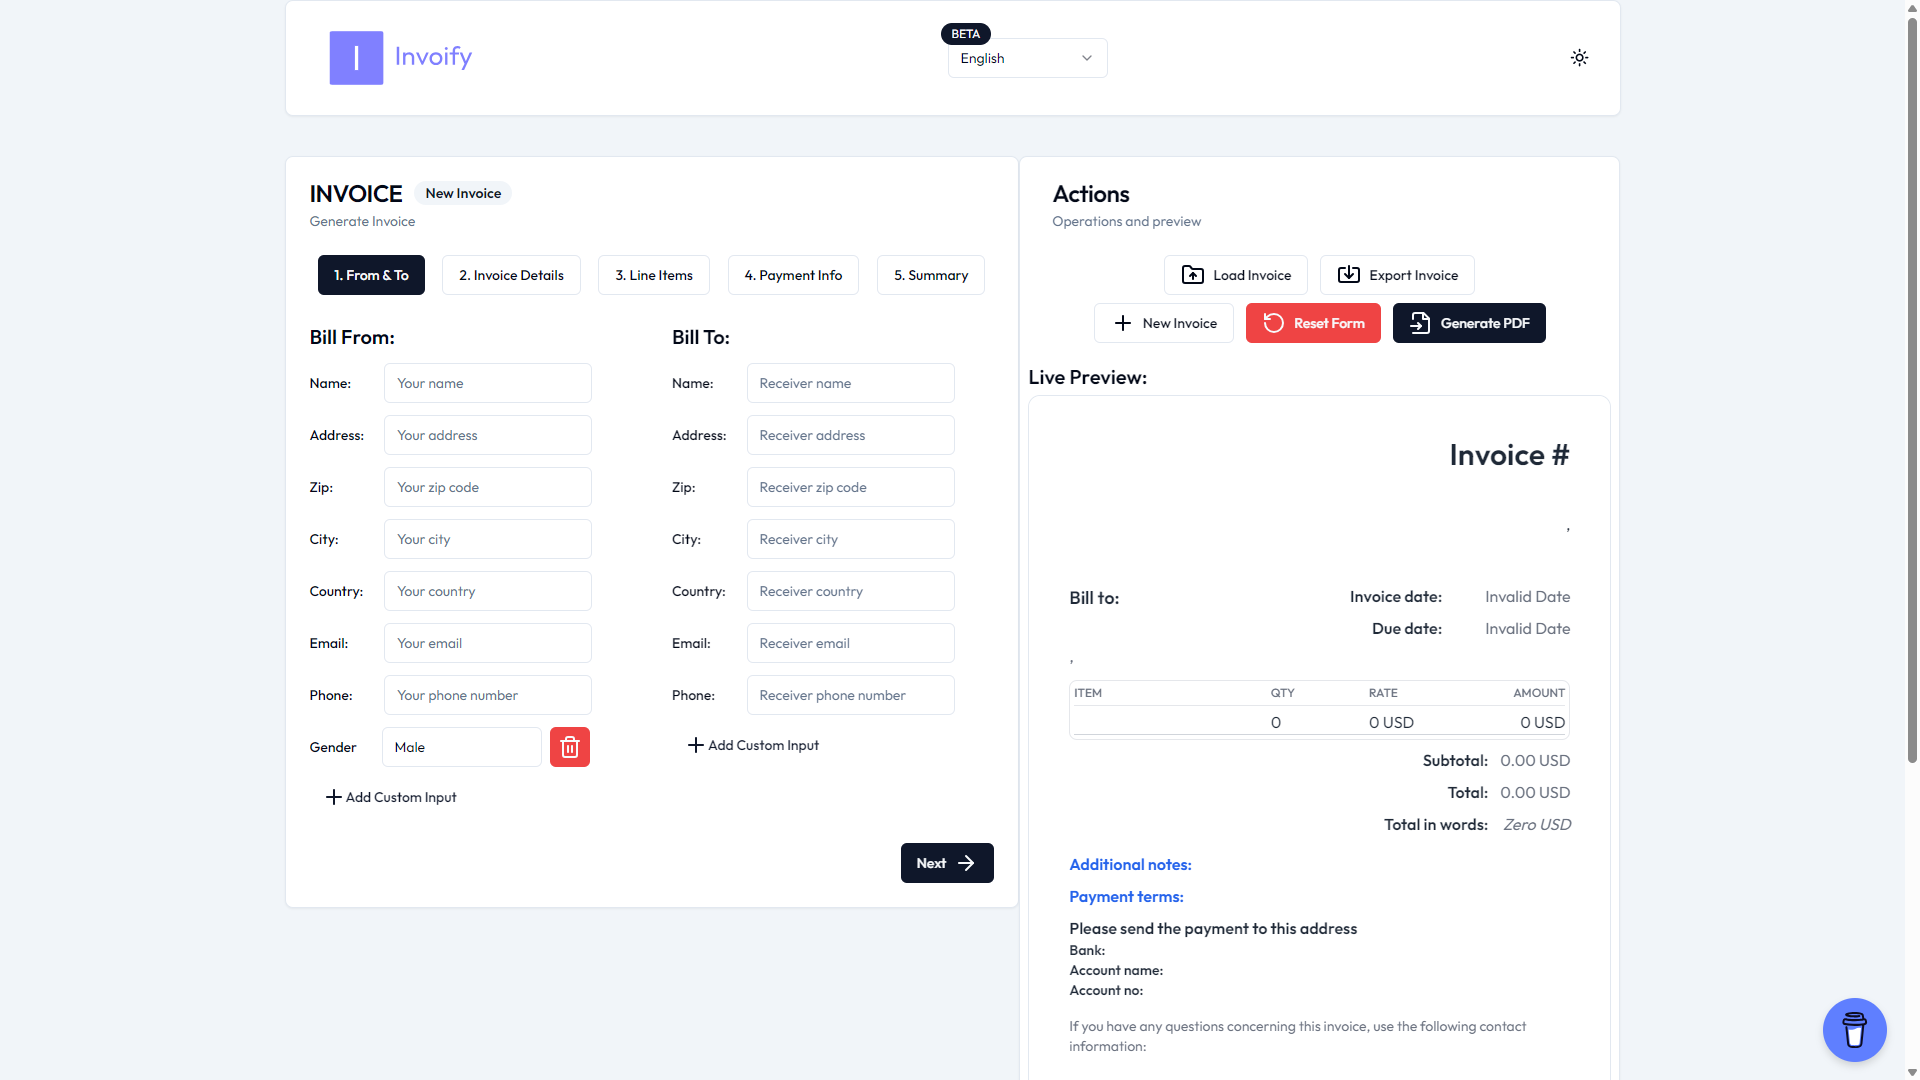 I Invoify
BETA
English
INVOICE New Invoice
Generate Invoice
1. From & To 2. Invoice Details 3. Line Items 4. Payment Info 5. Summary
Bill From:
Name: Your name
Address: Your address
Zip: Your zip code
City: Your city
Country: Your country
Email: Your email
Phone: Your phone number
Gender Male
Add Custom Input
Bill To:
Name: Receiver name
Address: Receiver address
Zip: Receiver zip code
City: Receiver city
Country: Receiver country
Email: Receiver email
Phone: Receiver phone number
Add Custom Input
Next
Actions
Operations and preview
Load Invoice Export Invoice
New Invoice Reset Form Generate PDF
Live Preview:
Invoice #
,
Bill to:
Invoice date: Invalid Date
Due date: Invalid Date
,
ITEM QTY RATE AMOUNT
0 0 USD 0 USD
Subtotal: 0.00 USD
Total: 0.00 USD
Total in words: Zero USD
Additional notes:
Payment terms:
Please send the payment to this address
Bank:
Account name:
Account no:
If you have any questions concerning this invoice, use the following contact
information: